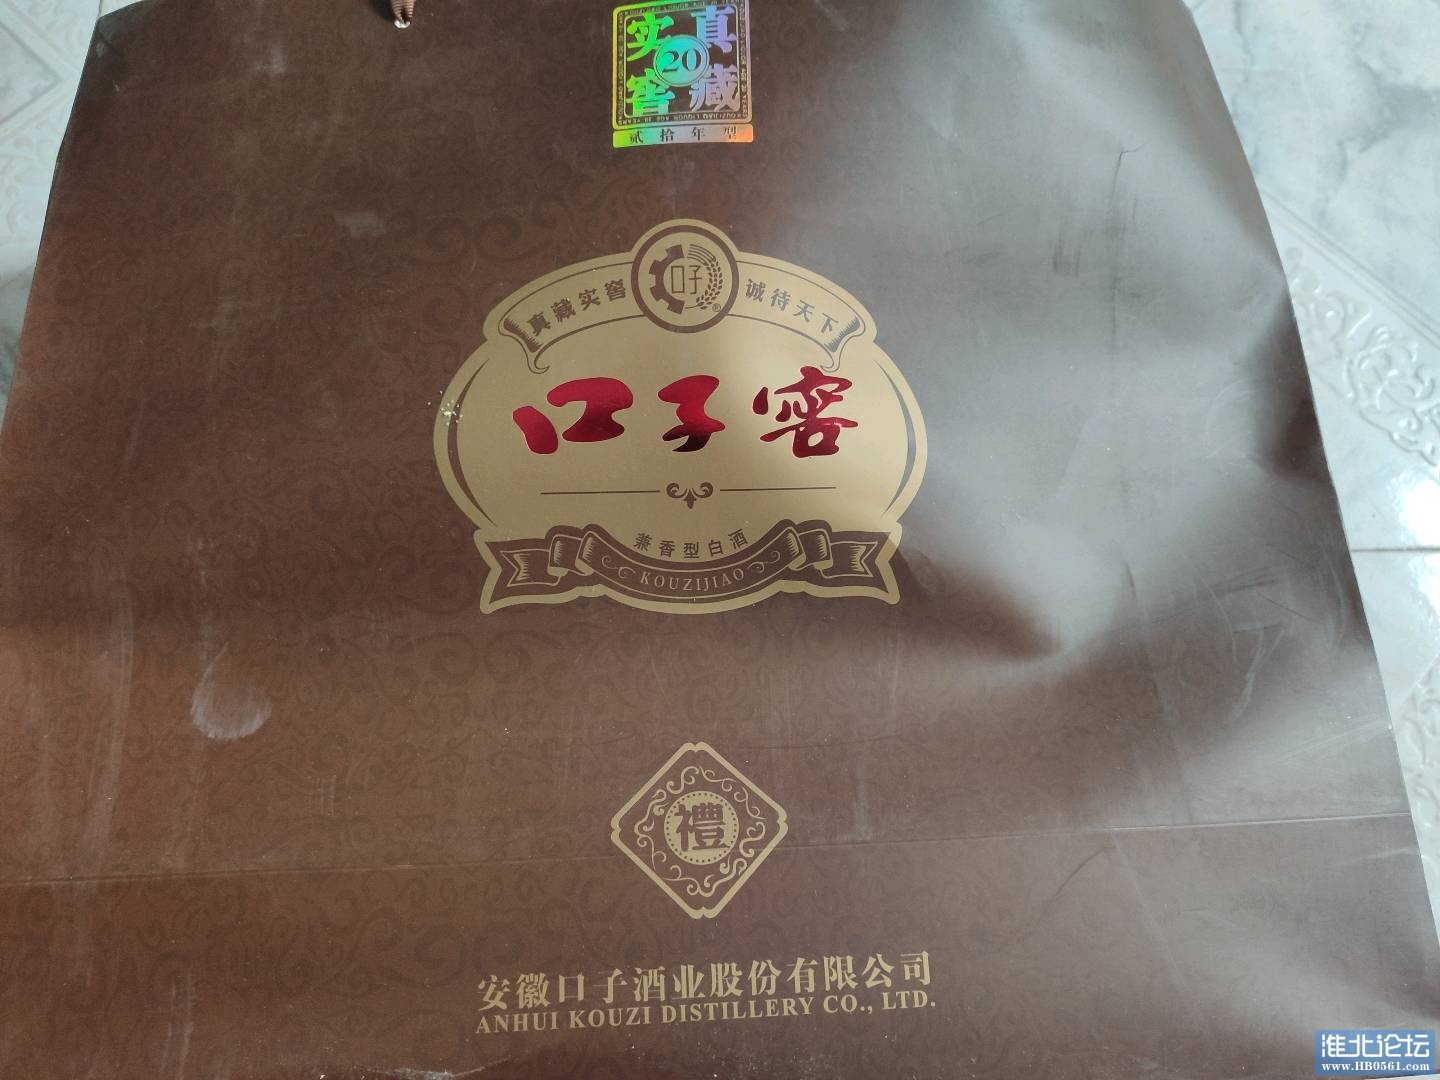 真藏
实窖
20
贰拾年型
口子
®
真藏实窖 诚待天下
口子窖
兼香型白酒
KOUZIJIAO
禮
安徽口子酒业股份有限公司
ANHUI KOUZI DISTILLERY CO., LTD.
淮北论坛
www.HB0561.com